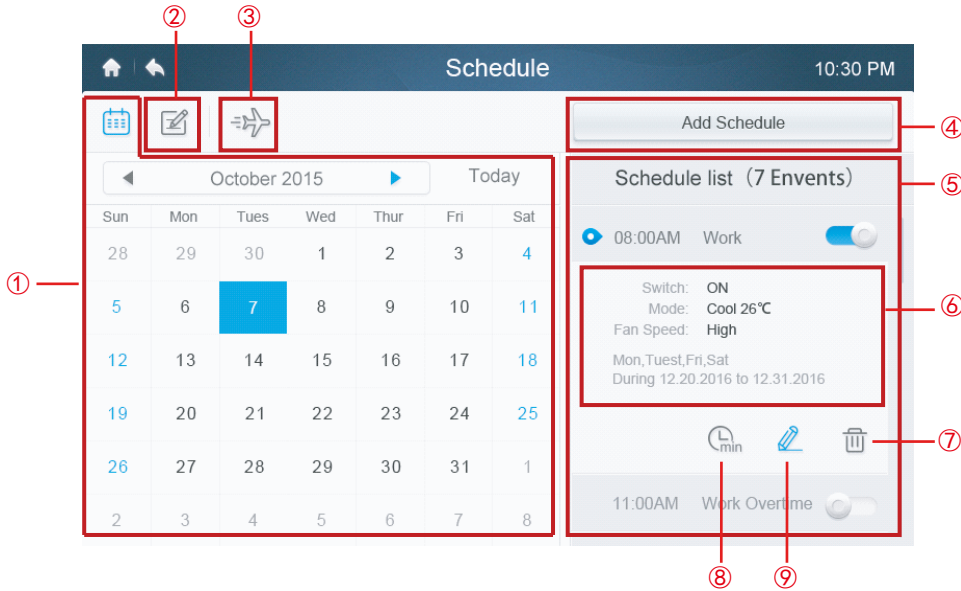 ② ③
Schedule 10:30 PM
Add Schedule ④
October 2015 Today
Schedule list (7 Envents) ⑤
Sun Mon Tues Wed Thur Fri Sat
28 29 30 1 2 3 4
08:00AM Work
①
5 6 7 8 9 10 11
Switch: ON
Mode: Cool 26℃
Fan Speed: High
⑥
12 13 14 15 16 17 18
Mon,Tuest,Fri,Sat
During 12.20.2016 to 12.31.2016
19 20 21 22 23 24 25
min ⑦
26 27 28 29 30 31 1
11:00AM Work Overtime
2 3 4 5 6 7 8
⑧ ⑨